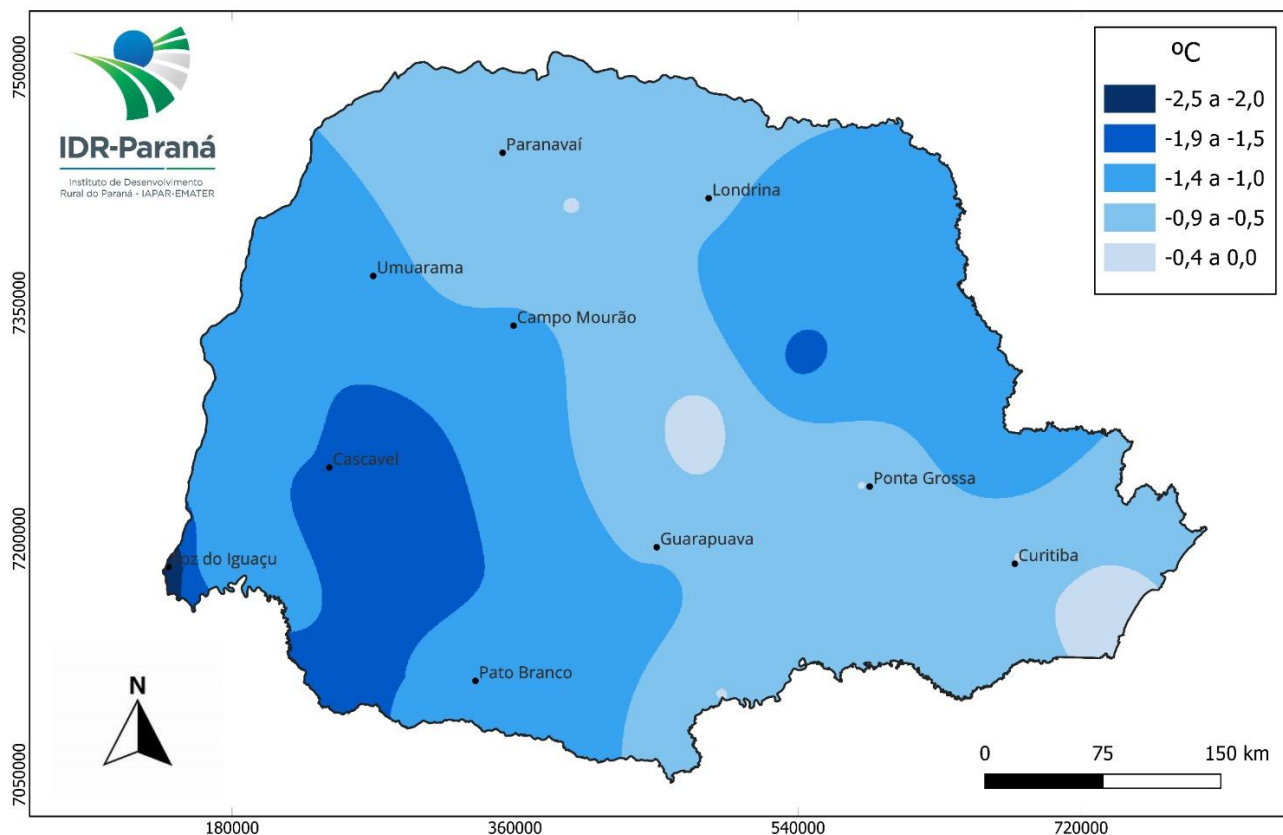 IDR-Paraná
Instituto de Desenvolvimento
Rural do Paraná - IAPAR-EMATER
ºC
-2,5 a -2,0
-1,9 a -1,5
-1,4 a -1,0
-0,9 a -0,5
-0,4 a 0,0
Paranavaí
Londrina
Umuarama
Campo Mourão
Cascavel
Ponta Grossa
Guarapuava
Foz do Iguaçu
Curitiba
Pato Branco
N
0 75 150 km
7500000
7350000
7200000
7050000
180000 360000 540000 720000